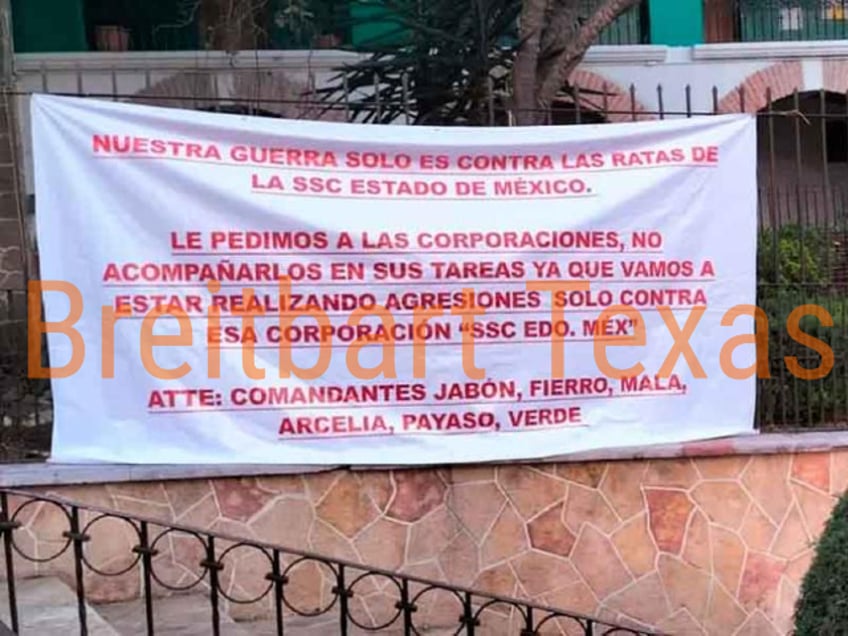 NUESTRA GUERRA SOLO ES CONTRA LAS RATAS DE
LA SSC ESTADO DE MÉXICO.
LE PEDIMOS A LAS CORPORACIONES, NO
ACOMPAÑARLOS EN SUS TAREAS YA QUE VAMOS A
ESTAR REALIZANDO AGRESIONES SOLO CONTRA
ESA CORPORACIÓN “SSC EDO. MEX”
Breitbart Texas
ATTE: COMANDANTES JABÓN, FIERRO, MALA,
ARCELIA, PAYASO, VERDE